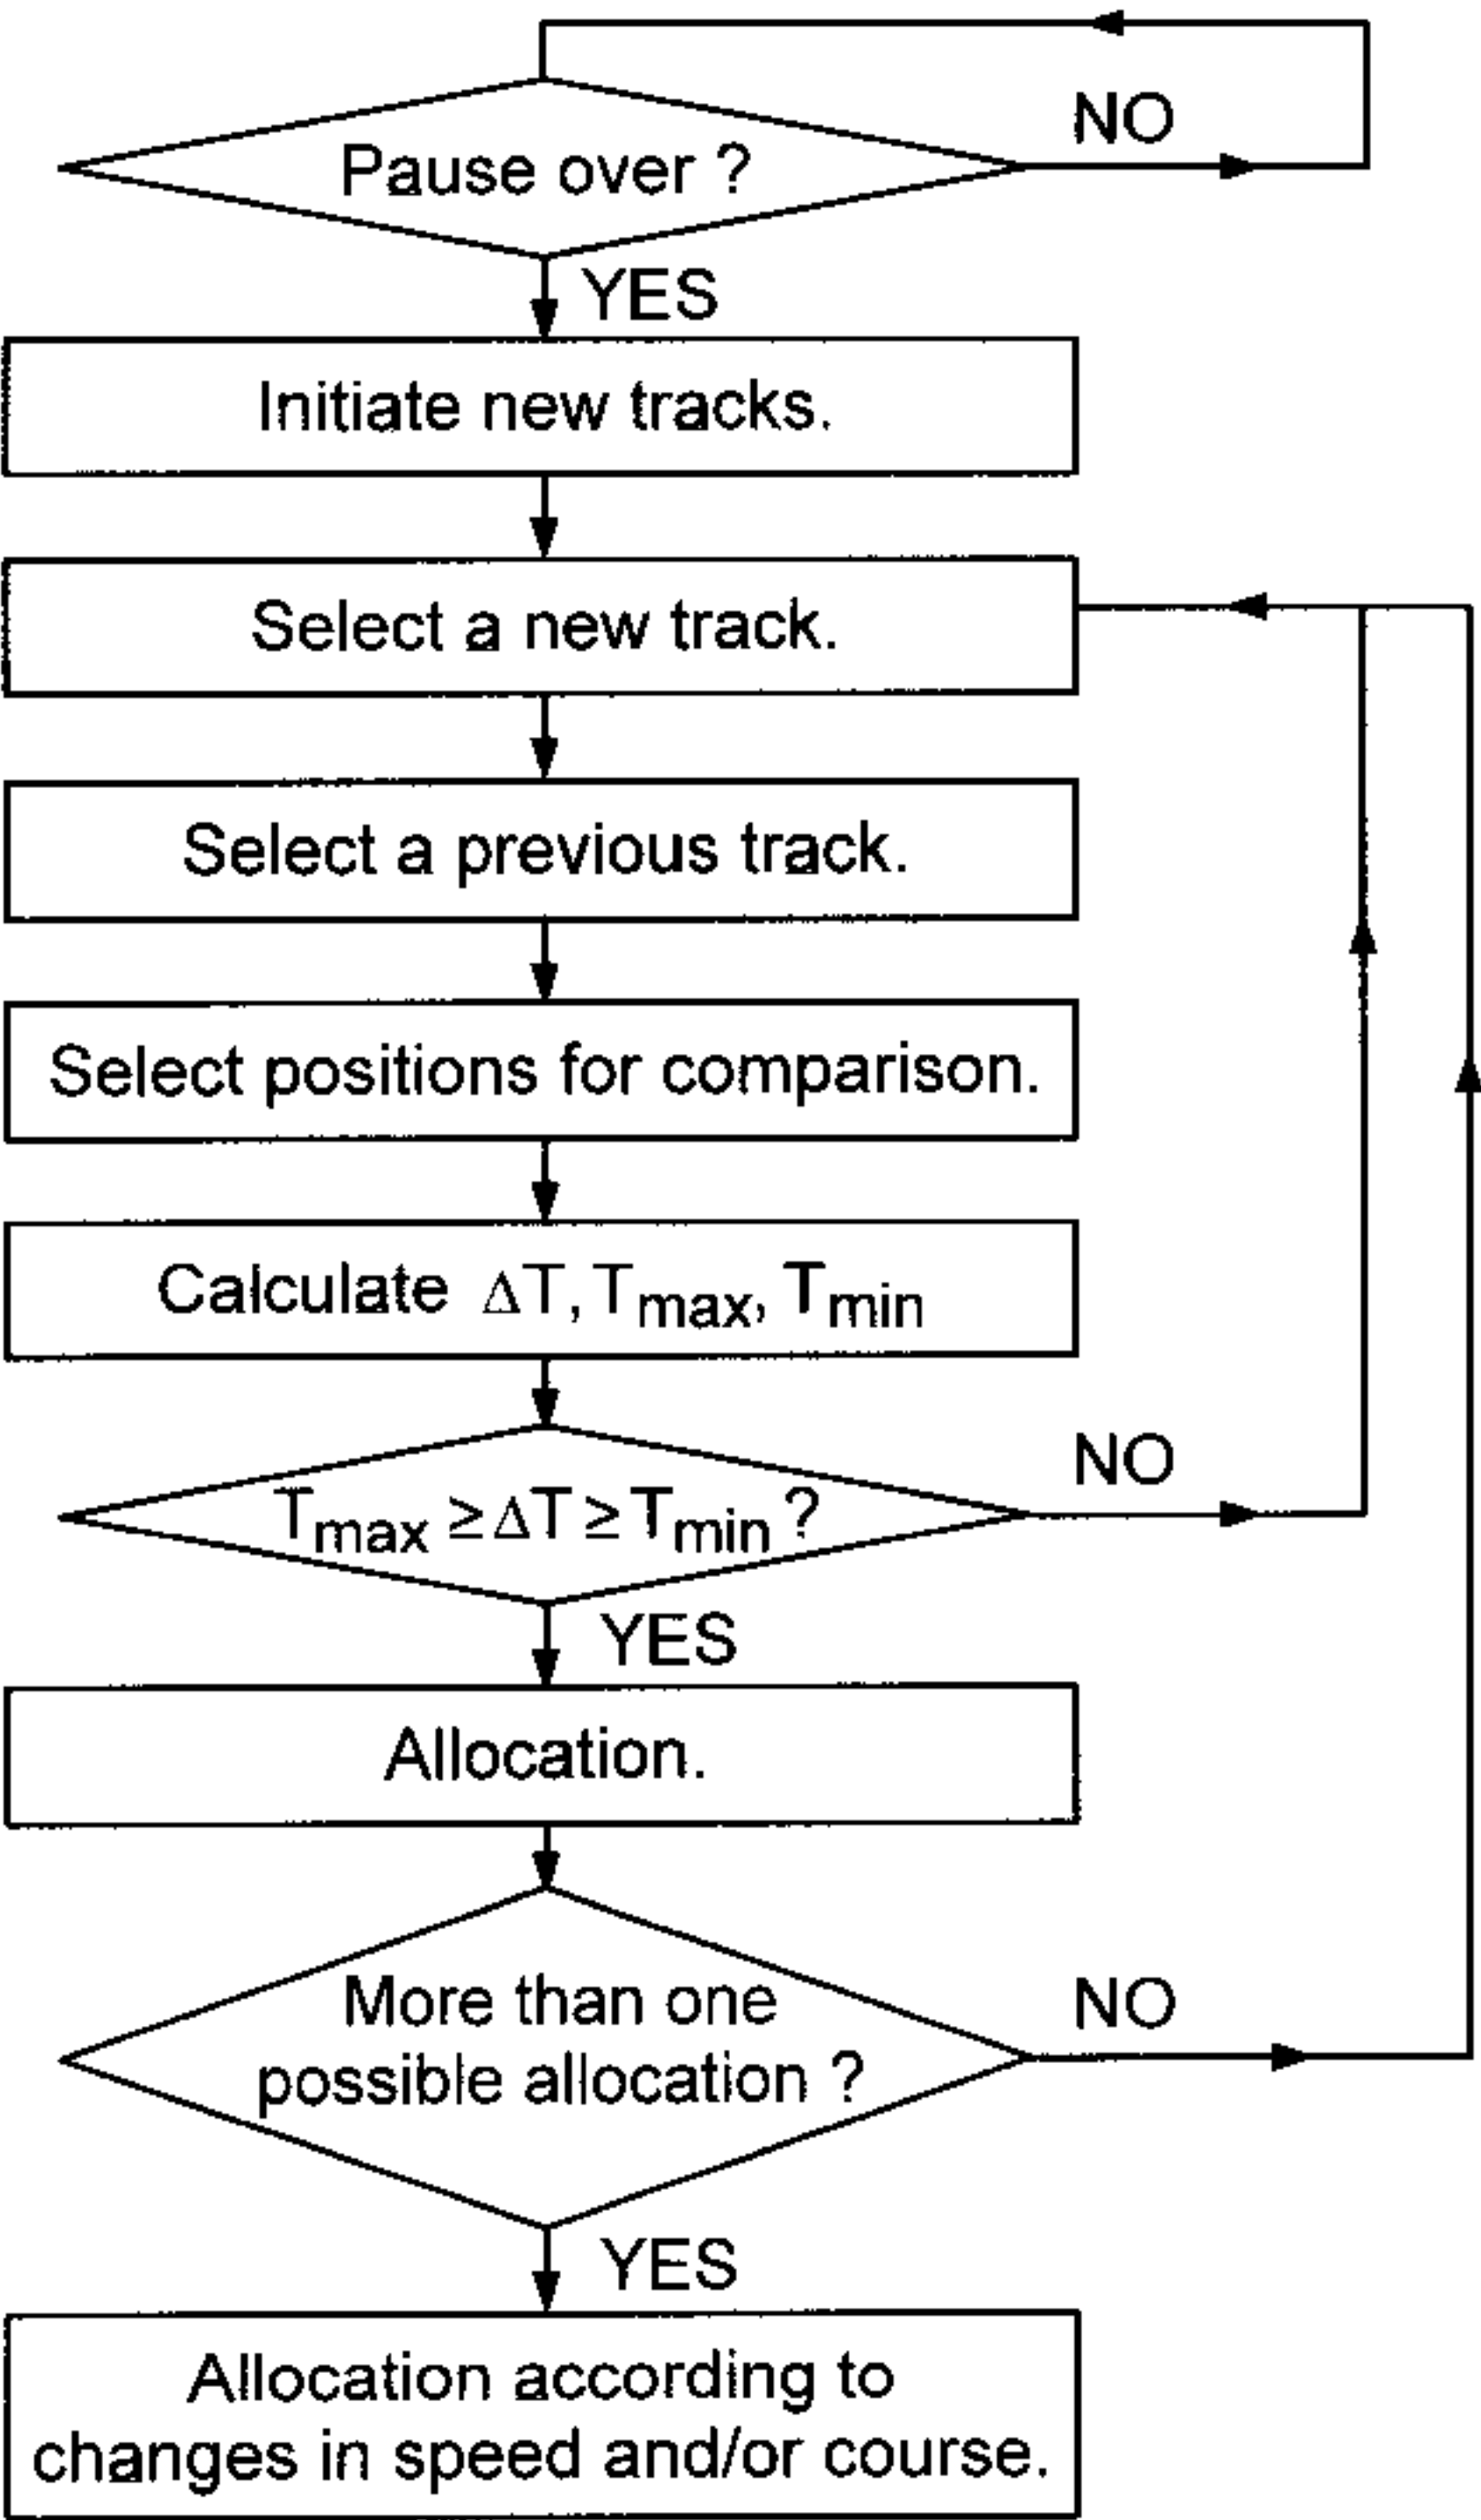 NO
Pause over ?
YES
Initiate new tracks.
Select a new track.
Select a previous track.
Select positions for comparison.
Calculate ΔT, Tmax, Tmin
NO
Tmax ≥ ΔT ≥ Tmin ?
YES
Allocation.
More than one
NO
possible allocation ?
YES
Allocation according to
changes in speed and/or course.